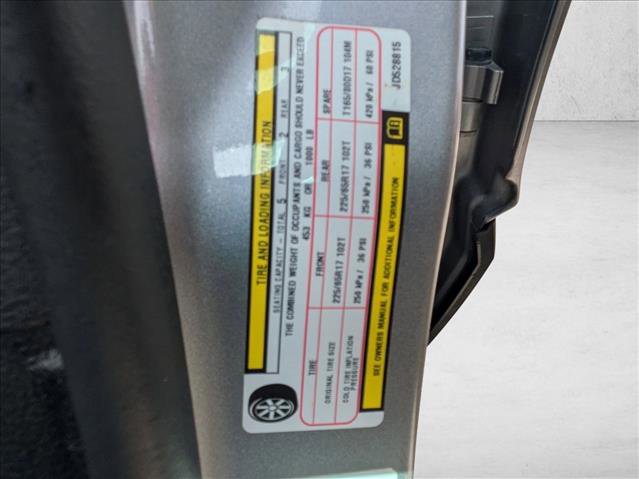 TIRE AND LOADING INFORMATION
SEATING CAPACITY - TOTAL 5 FRONT 2 REAR 3
THE COMBINED WEIGHT OF OCCUPANTS AND CARGO SHOULD NEVER EXCEED
453 KG OR 1000 LB
TIRE FRONT REAR SPARE
ORIGINAL TIRE SIZE 225/65R17 102T 225/65R17 102T T165/80D17 104M
COLD TIRE INFLATION PRESSURE 250 kPa/ 36 PSI 250 kPa/ 36 PSI 420 kPa/ 60 PSI
SEE OWNERS MANUAL FOR ADDITIONAL INFORMATION
JD528815